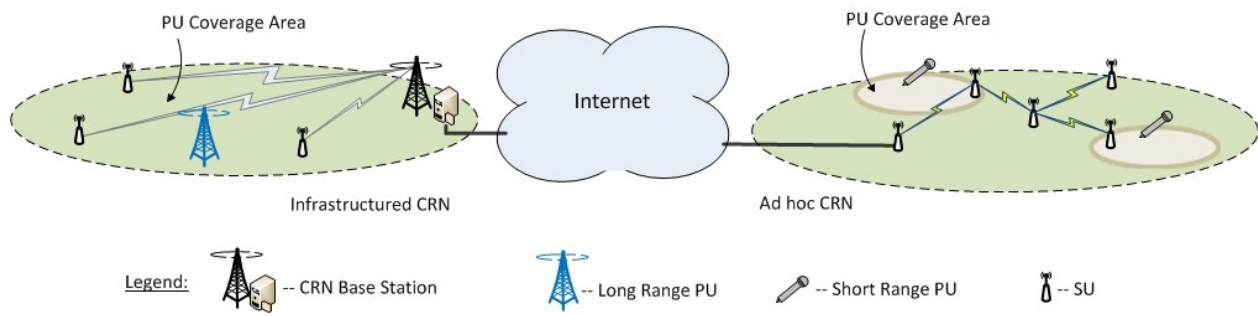 PU Coverage Area
PU Coverage Area
Internet
Infrastructured CRN
Ad hoc CRN
Legend:
-- CRN Base Station
-- Long Range PU
-- Short Range PU
-- SU